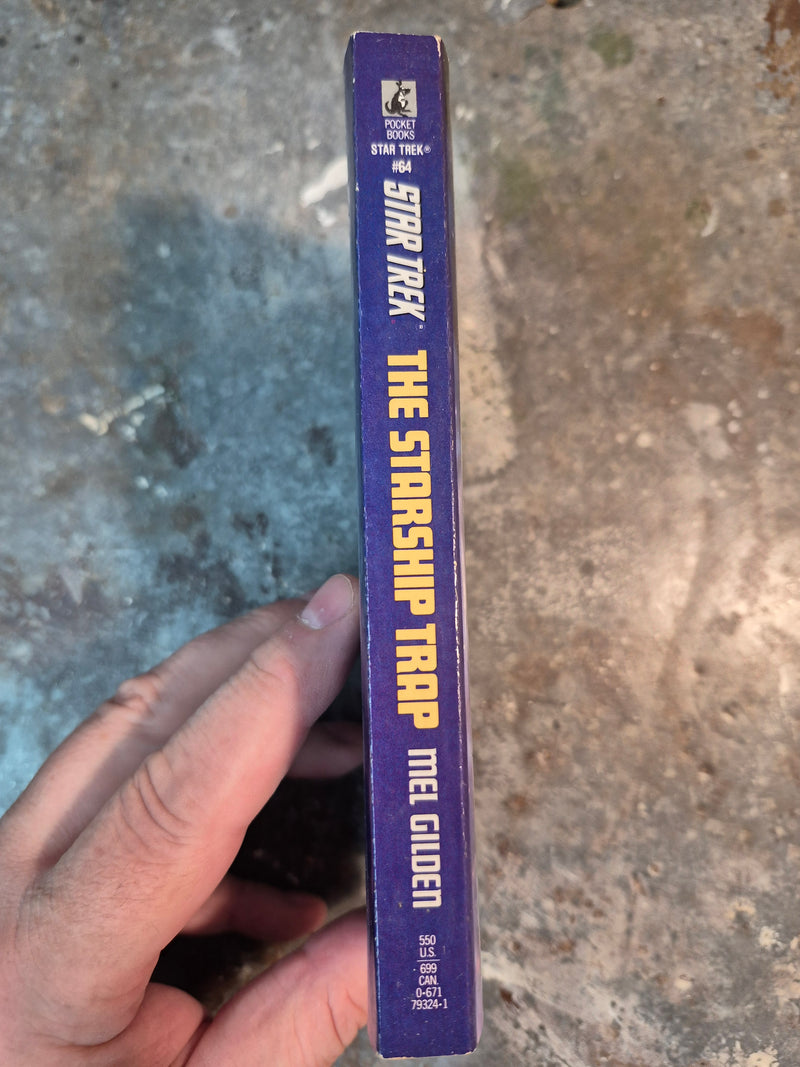 POCKET
BOOKS
STAR TREK®
#64
STAR TREK®
THE STARSHIP TRAP
MEL GILDEN
550
U.S.
699
CAN.
0-671
79324-1